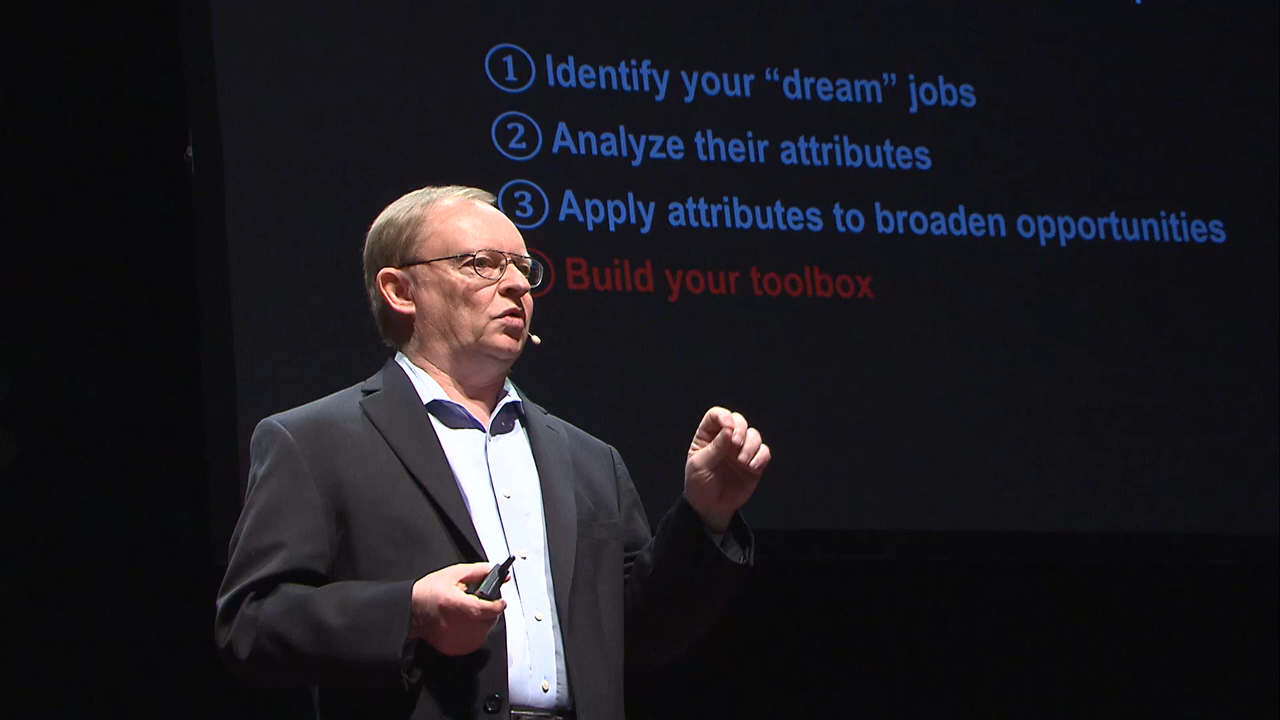 ① Identify your “dream” jobs
② Analyze their attributes
③ Apply attributes to broaden opportunities
Build your toolbox